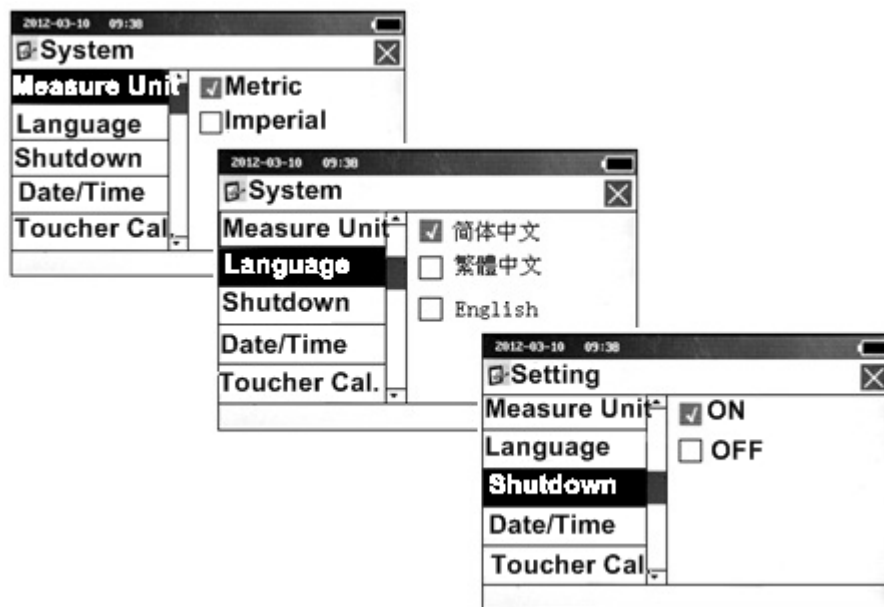 2012-03-10 09:38
System
Measure Unit
Language
Shutdown
Date/Time
Toucher Cal.
Metric
Imperial
2012-03-10 09:38
System
Measure Unit
Language
Shutdown
Date/Time
Toucher Cal.
简体中文
繁體中文
English
2012-03-10 09:38
Setting
Measure Unit
Language
Shutdown
Date/Time
Toucher Cal.
ON
OFF